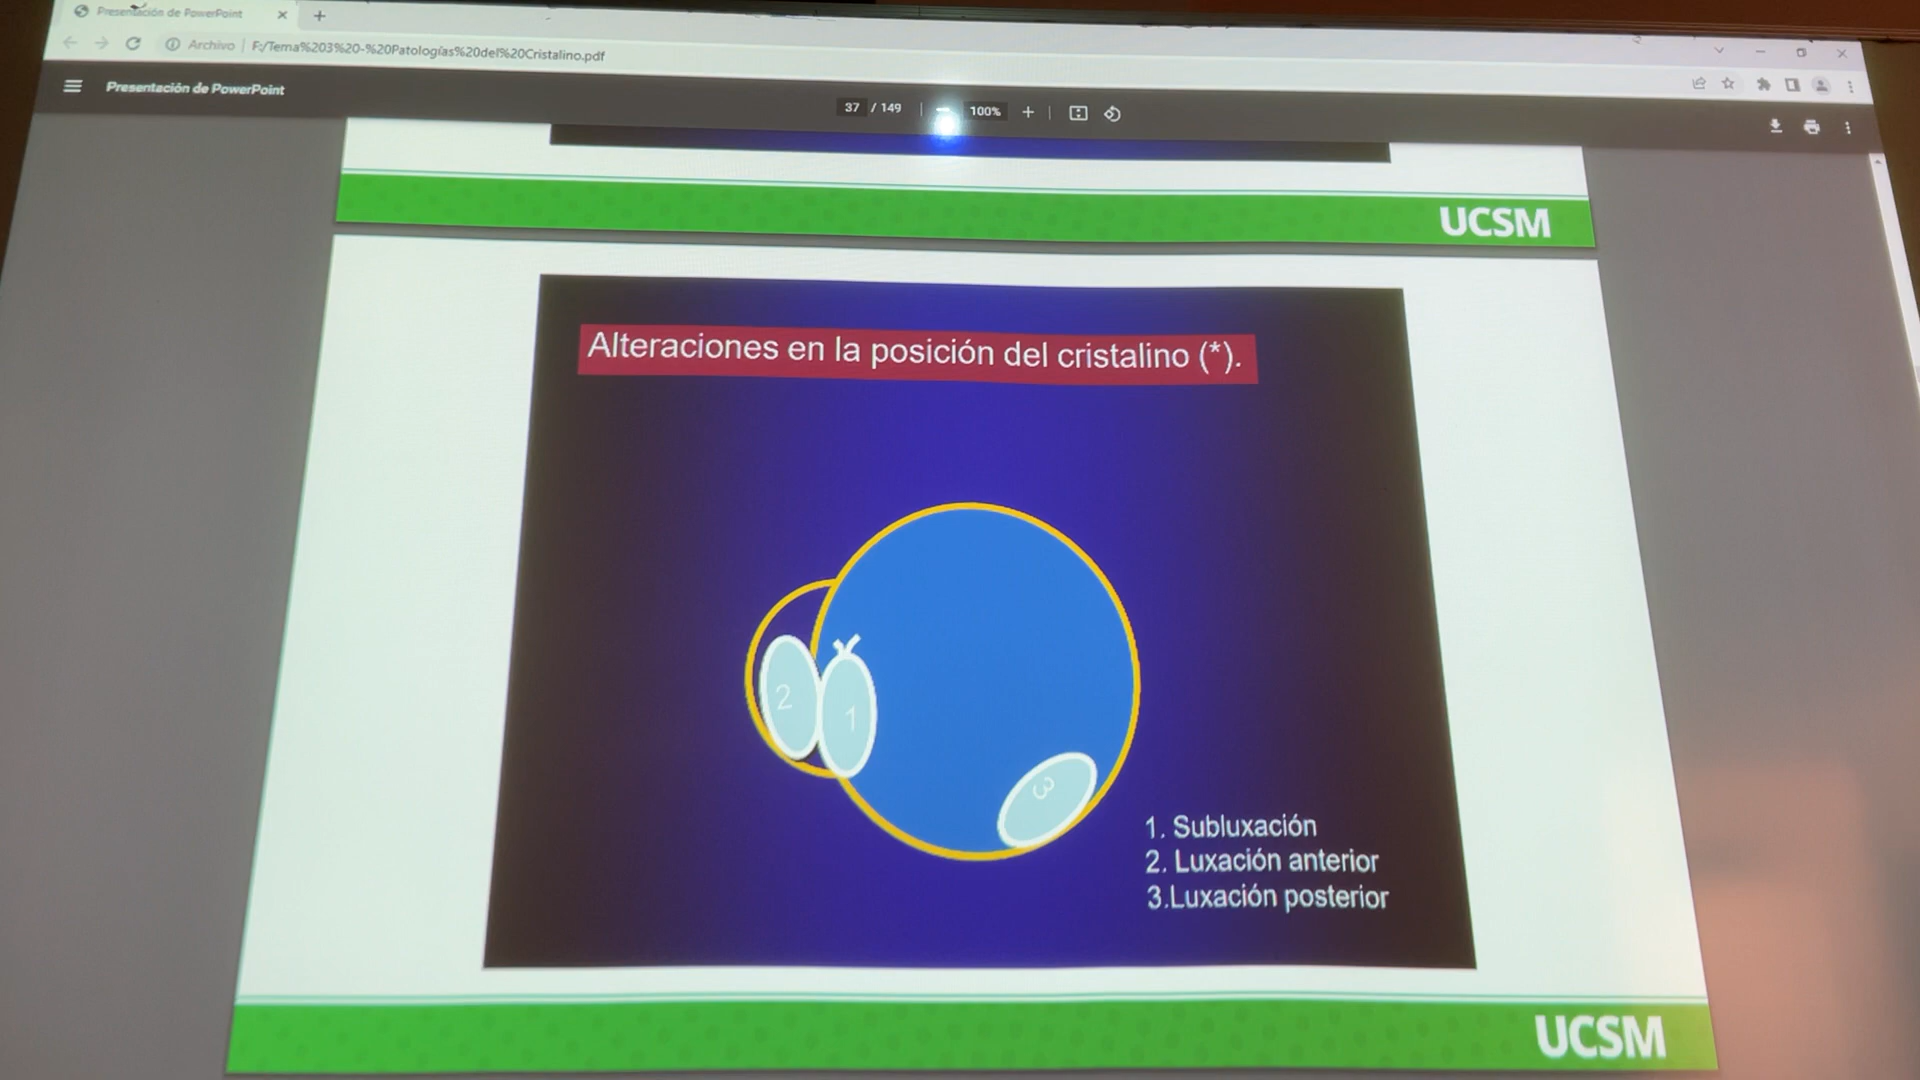 Presentación de PowerPoint
Archivo | F:/Tema%203%20-%20Patologías%20del%20Cristalino.pdf
Presentación de PowerPoint
37 / 149
100%
UCSM
Alteraciones en la posición del cristalino (*).
2
1
3
1. Subluxación
2. Luxación anterior
3.Luxación posterior
UCSM